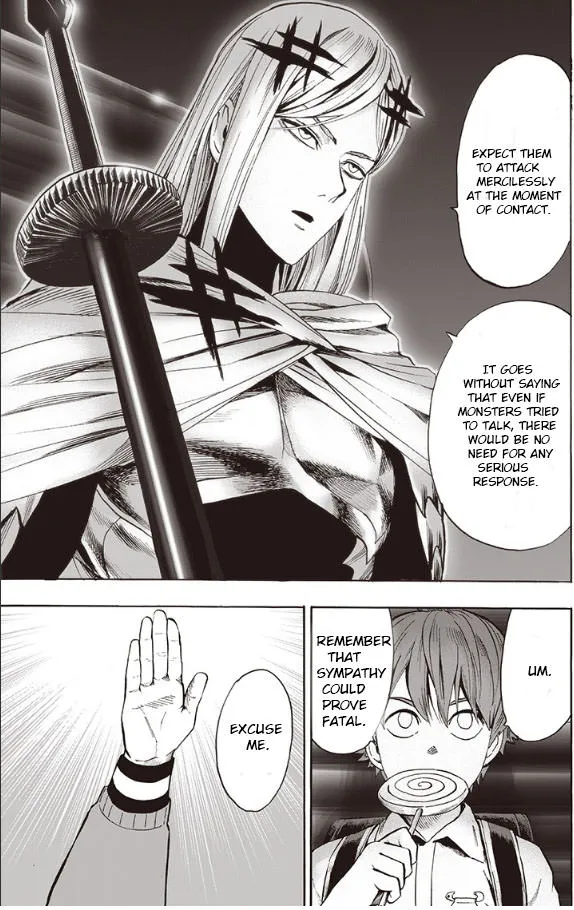 EXPECT THEM
TO ATTACK
MERCILESSLY
AT THE MOMENT
OF CONTACT.
IT GOES
WITHOUT SAYING
THAT EVEN IF
MONSTERS TRIED
TO TALK, THERE
WOULD BE NO
NEED FOR ANY
SERIOUS
RESPONSE.
UM.
REMEMBER
THAT
SYMPATHY
COULD
PROVE
FATAL.
EXCUSE
ME.